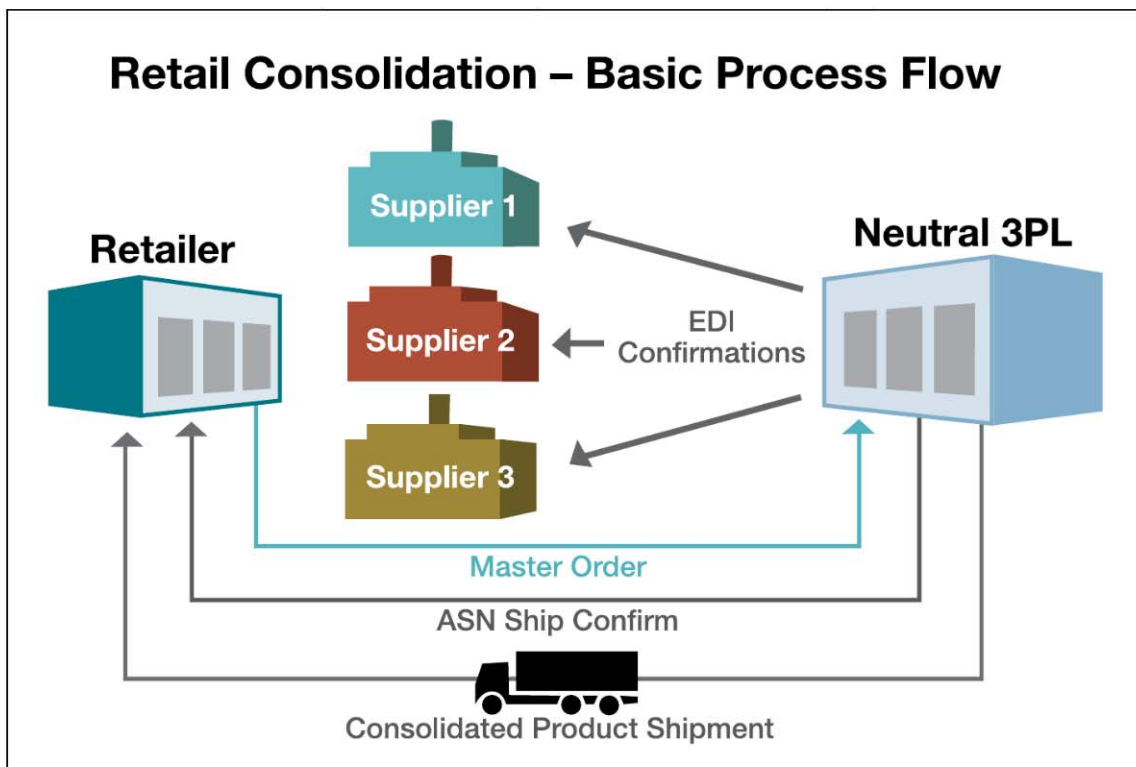 Retail Consolidation – Basic Process Flow
Supplier 1
Retailer
Neutral 3PL
Supplier 2
EDI
Confirmations
Supplier 3
Master Order
ASN Ship Confirm
Consolidated Product Shipment